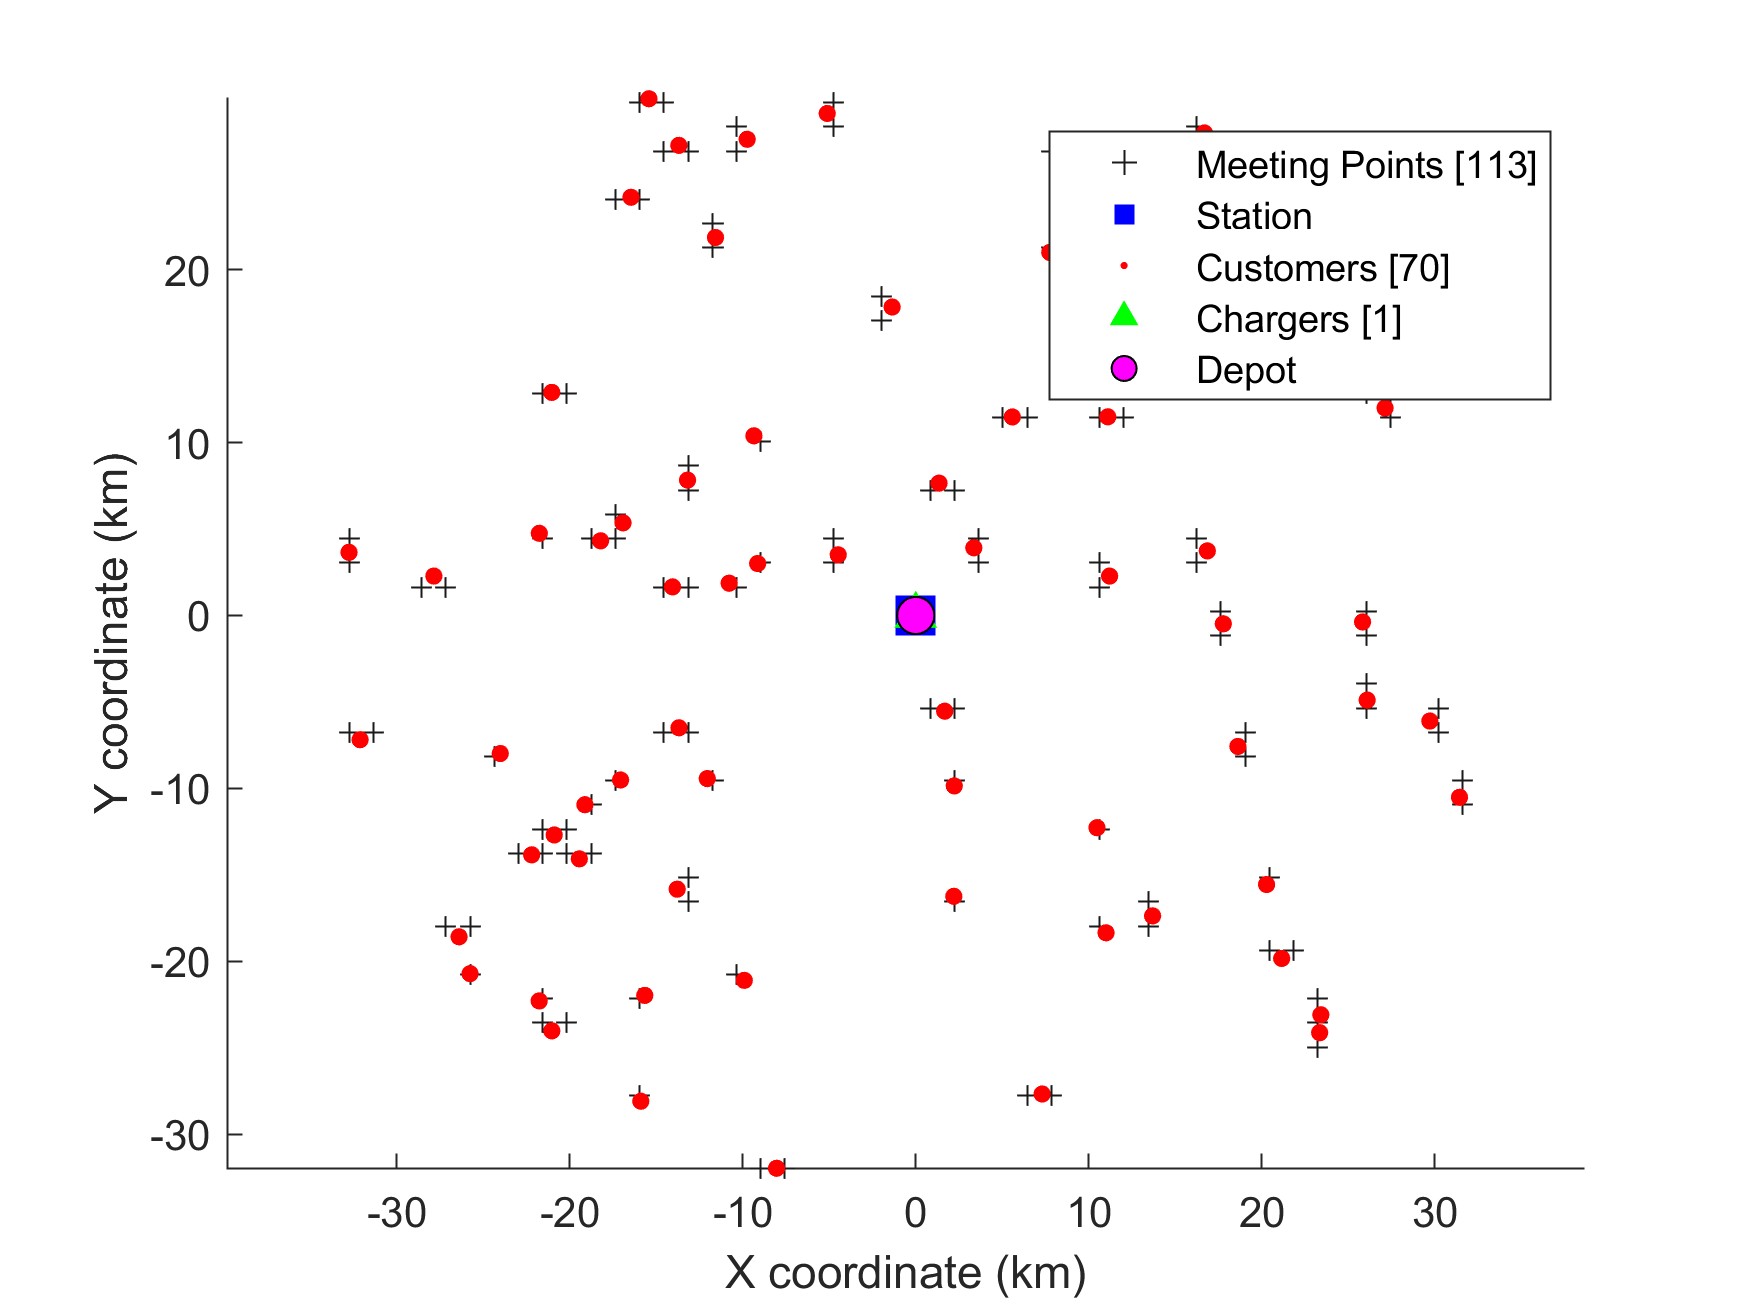 Meeting Points [113]
Station
Customers [70]
Chargers [1]
Depot
20
10
0
-10
-20
-30
Y coordinate (km)
-30 -20 -10 0 10 20 30
X coordinate (km)